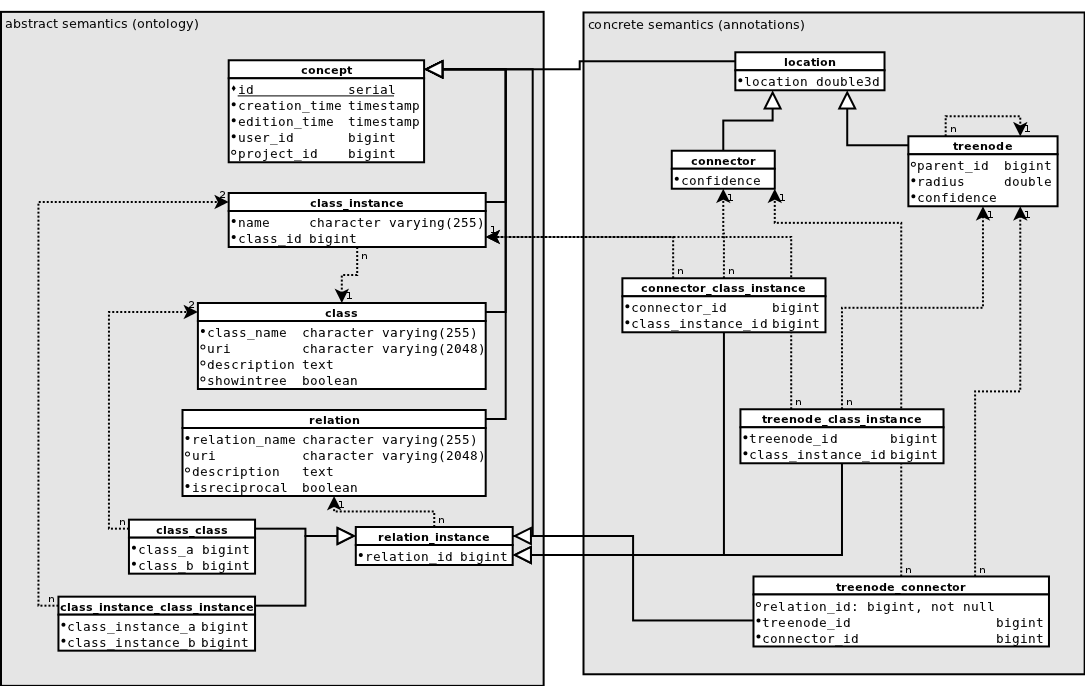 abstract semantics (ontology)
concept
id serial
creation_time timestamp
edition_time timestamp
user_id bigint
project_id bigint
2
class_instance
name character varying(255)
class_id bigint
1
n
1
2
class
class_name character varying(255)
uri character varying(2048)
description text
showintree boolean
relation
relation_name character varying(255)
uri character varying(2048)
description text
isreciprocal boolean
1
n
n
class_class
class_a bigint
class_b bigint
relation_instance
relation_id bigint
n
class_instance_class_instance
class_instance_a bigint
class_instance_b bigint
concrete semantics (annotations)
location
location double3d
n 1
treenode
parent_id bigint
radius double
confidence
connector
confidence
1 1
1 1
n n
connector_class_instance
connector_id bigint
class_instance_id bigint
n n
treenode_class_instance
treenode_id bigint
class_instance_id bigint
n n
treenode_connector
relation_id: bigint, not null
treenode_id bigint
connector_id bigint